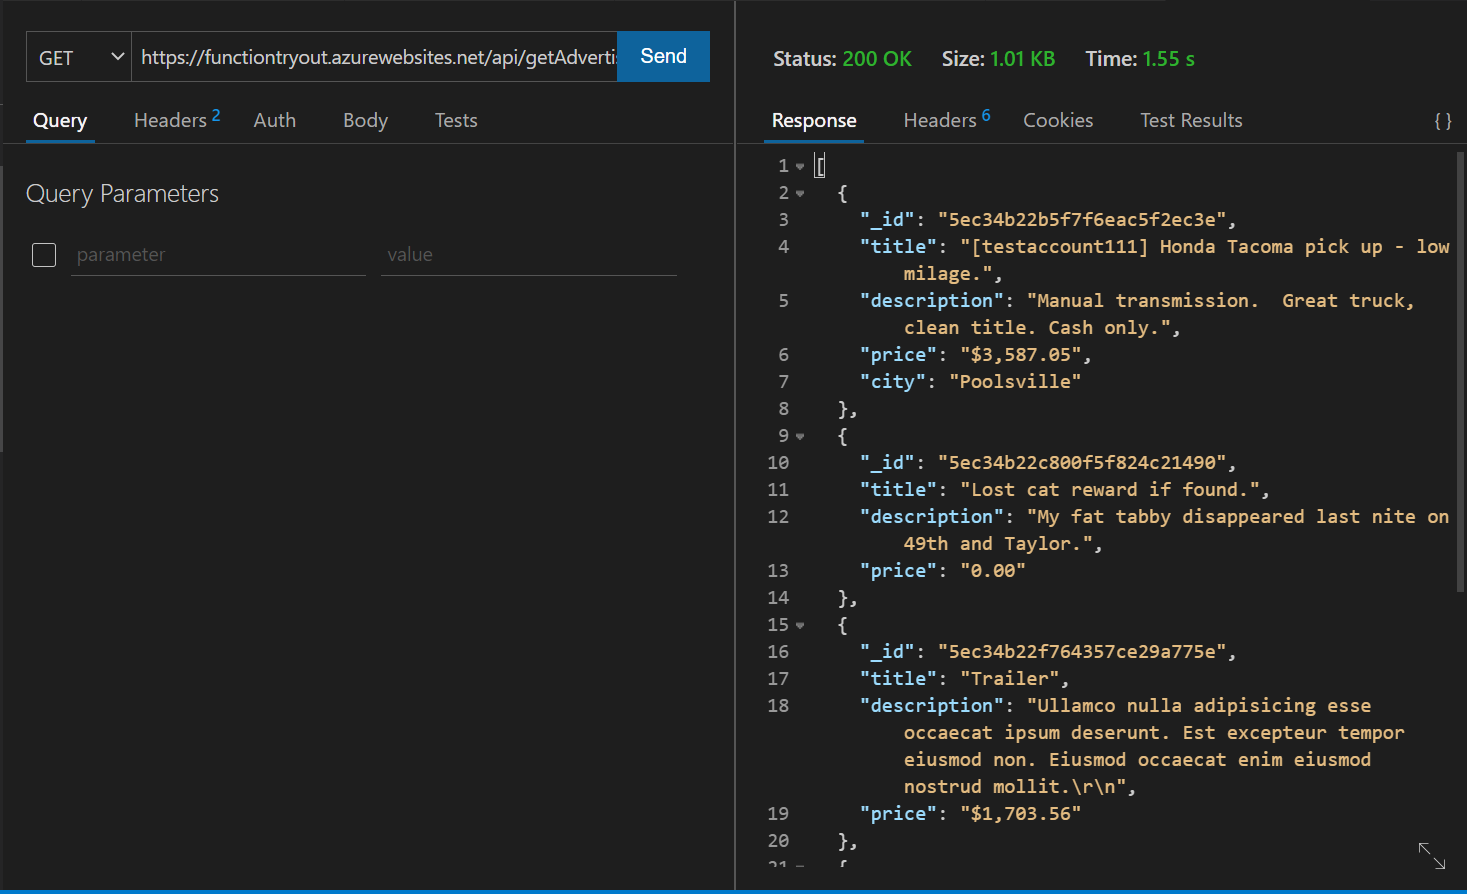 GET
https://functiontryout.azurewebsites.net/api/getAdvertis
Send
Query
Headers 2
Auth
Body
Tests
Query Parameters
parameter
value
Status: 200 OK
Size: 1.01 KB
Time: 1.55 s
Response
Headers 6
Cookies
Test Results
{ }
1 [
2 {
3 "_id": "5ec34b22b5f7f6eac5f2ec3e",
4 "title": "[testaccount111] Honda Tacoma pick up - low
milage.",
5 "description": "Manual transmission.  Great truck,
clean title. Cash only.",
6 "price": "$3,587.05",
7 "city": "Poolsville"
8 },
9 {
10 "_id": "5ec34b22c800f5f824c21490",
11 "title": "Lost cat reward if found.",
12 "description": "My fat tabby disappeared last nite on
49th and Taylor.",
13 "price": "0.00"
14 },
15 {
16 "_id": "5ec34b22f764357ce29a775e",
17 "title": "Trailer",
18 "description": "Ullamco nulla adipisicing esse
occaecat ipsum deserunt. Est excepteur tempor
eiusmod non. Eiusmod occaecat enim eiusmod
nostrud mollit.\r\n",
19 "price": "$1,703.56"
20 },
21 {